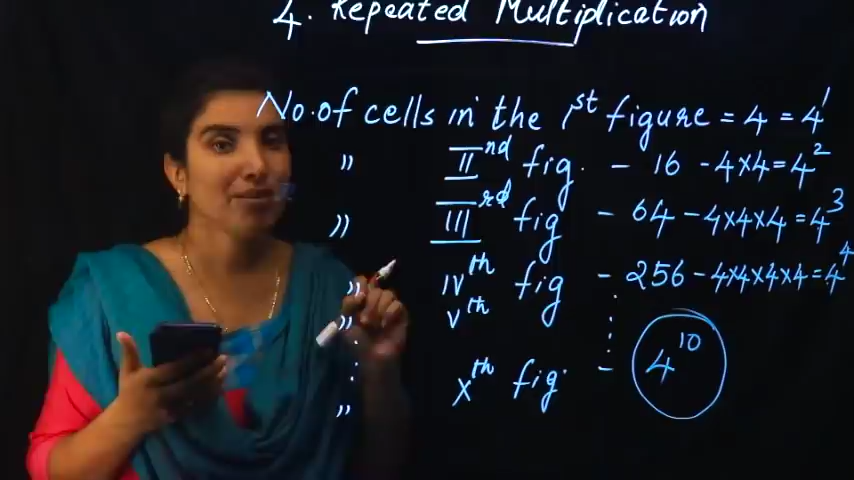 4. Repeated Multiplication
No. of cells in the 1st figure = 4 = 4¹
" IInd fig. - 16 - 4×4 = 4²
" IIIrd fig - 64 - 4×4×4 = 4³
" IVth fig - 256 - 4×4×4×4 = 4⁴
" Vth
" Xth fig. - 4¹⁰